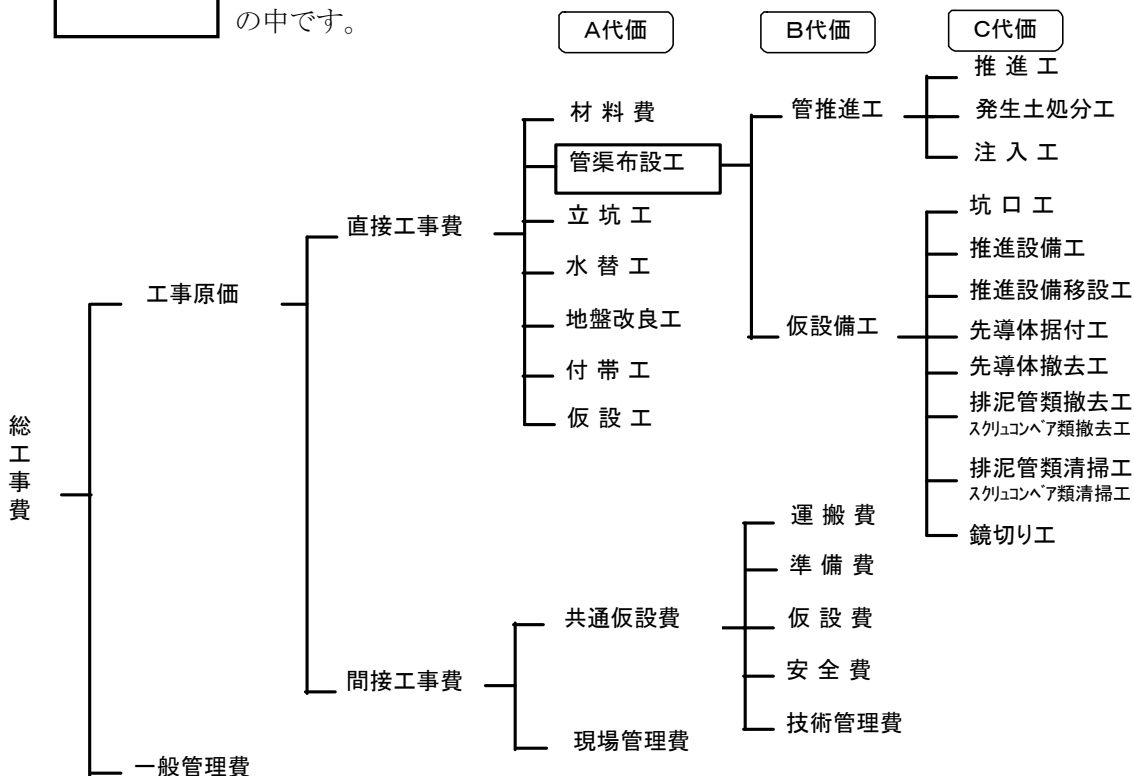 の中です。
A代価
B代価
C代価
推 進 工
材 料 費
管推進工
発生土処分工
管渠布設工
注 入 工
立 坑 工
坑 口 工
直接工事費
推進設備工
水 替 工
工事原価
推進設備移設工
地盤改良工
仮設備工
先導体据付工
付 帯 工
先導体撤去工
仮 設 工
排泥管類撤去工
スクリュコンベア類撤去工
総工事費
排泥管類清掃工
スクリュコンベア類清掃工
運 搬 費
鏡切り工
準 備 費
共通仮設費
仮 設 費
間接工事費
安 全 費
技術管理費
現場管理費
一般管理費